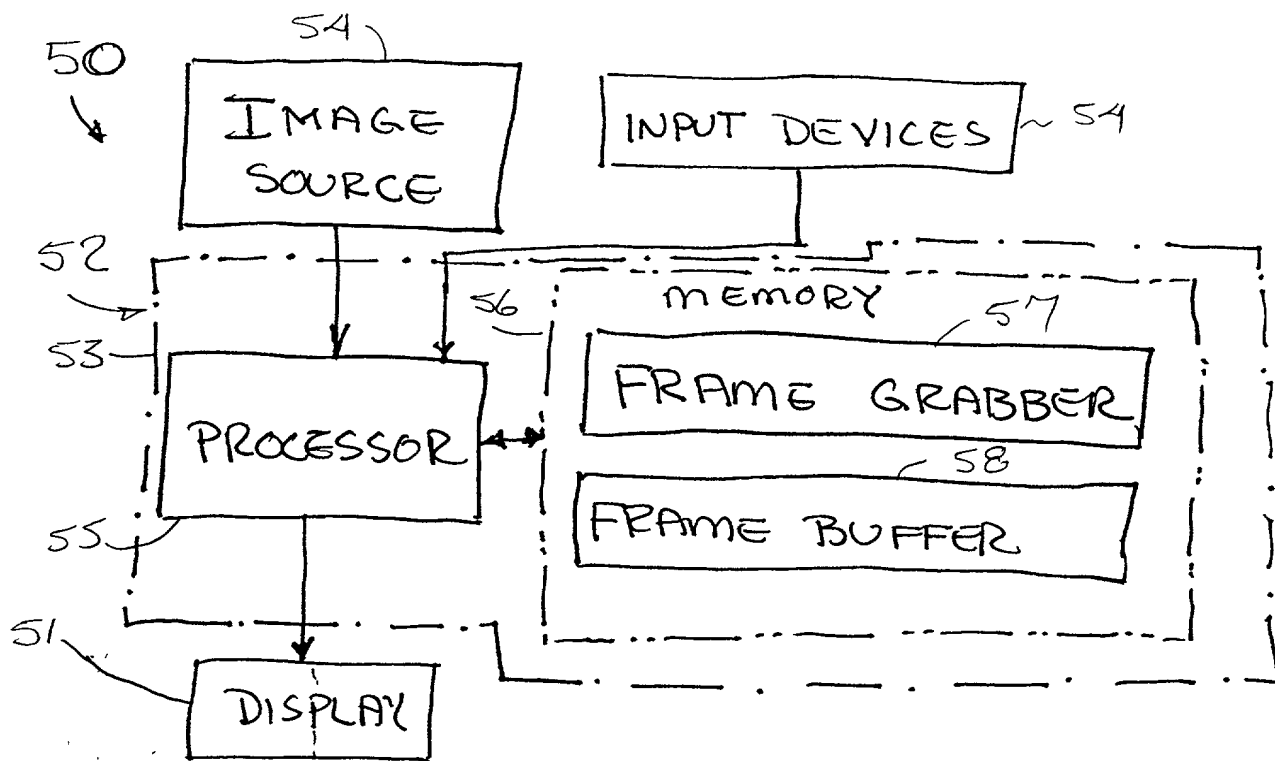 50
54
IMAGE
SOURCE
INPUT DEVICES
54
52
53
56
MEMORY
57
FRAME GRABBER
PROCESSOR
58
FRAME BUFFER
55
51
DISPLAY